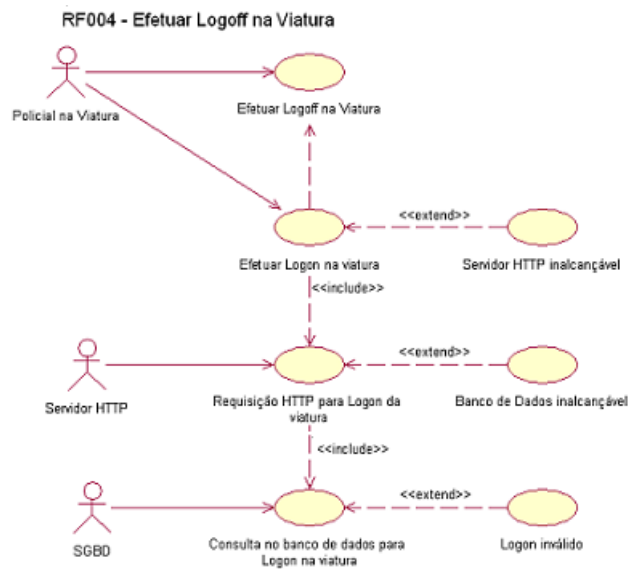 RF004 - Efetuar Logoff na Viatura
Policial na Viatura
Efetuar Logoff na Viatura
<<extend>>
Efetuar Logon na viatura
Servidor HTTP inalcançável
<<include>>
<<extend>>
Servidor HTTP
Requisição HTTP para Logon da
viatura
Banco de Dados inalcançável
<<include>>
<<extend>>
SGBD
Consulta no banco de dados para
Logon na viatura
Logon inválido